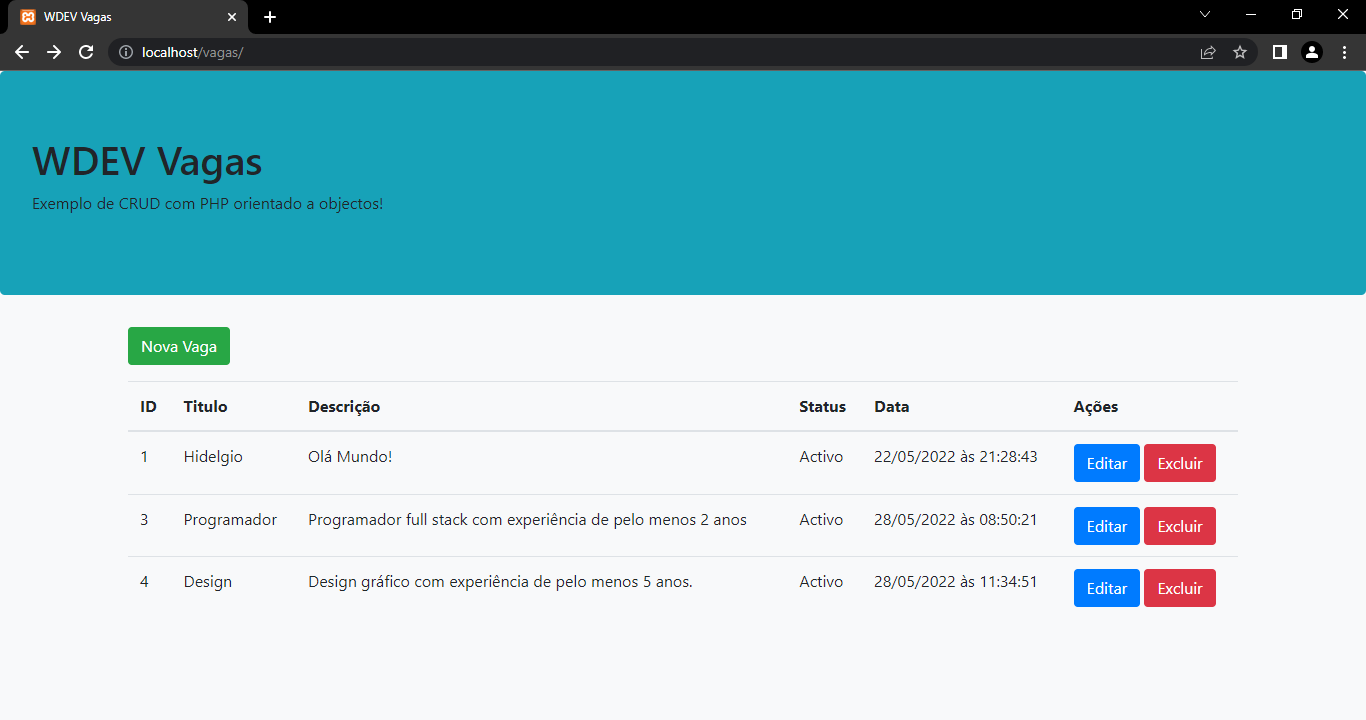 WDEV Vagas
localhost/vagas/
WDEV Vagas
Exemplo de CRUD com PHP orientado a objectos!
Nova Vaga
ID Titulo Descrição Status Data Ações
1 Hidelgio Olá Mundo! Activo 22/05/2022 às 21:28:43 Editar Excluir
3 Programador Programador full stack com experiência de pelo menos 2 anos Activo 28/05/2022 às 08:50:21 Editar Excluir
4 Design Design gráfico com experiência de pelo menos 5 anos. Activo 28/05/2022 às 11:34:51 Editar Excluir